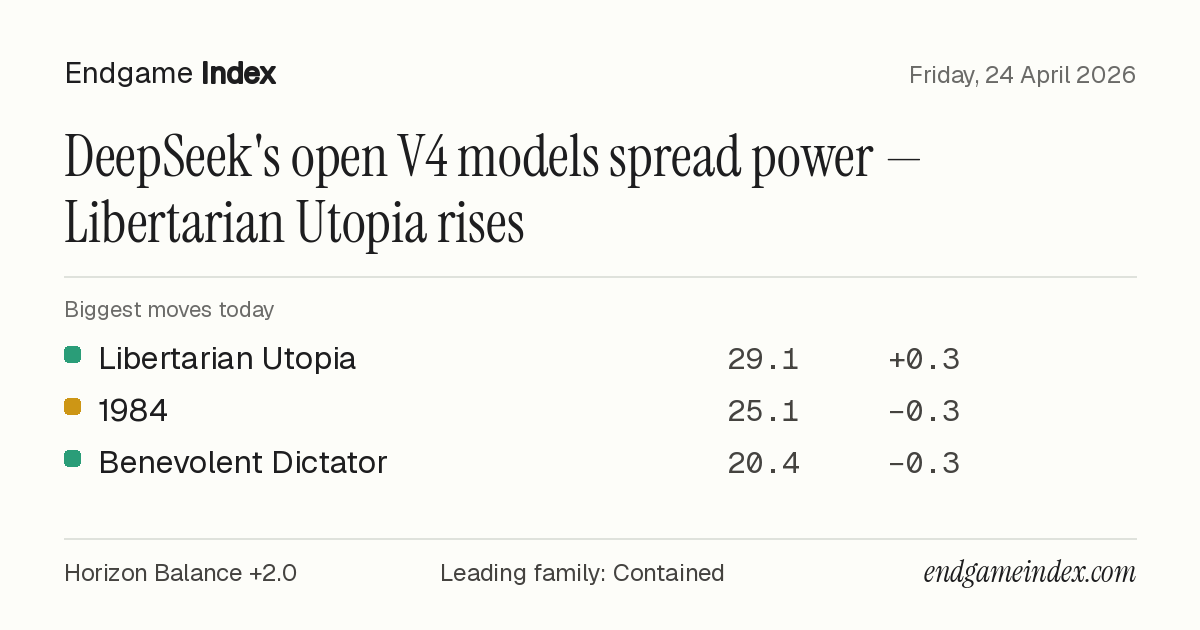 Endgame Index
Friday, 24 April 2026
DeepSeek's open V4 models spread power —
Libertarian Utopia rises
Biggest moves today
Libertarian Utopia 29.1 +0.3
1984 25.1 −0.3
Benevolent Dictator 20.4 −0.3
Horizon Balance +2.0
Leading family: Contained
endgameindex.com